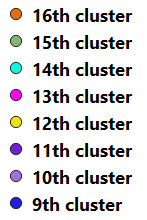 16th cluster
15th cluster
14th cluster
13th cluster
12th cluster
11th cluster
10th cluster
9th cluster